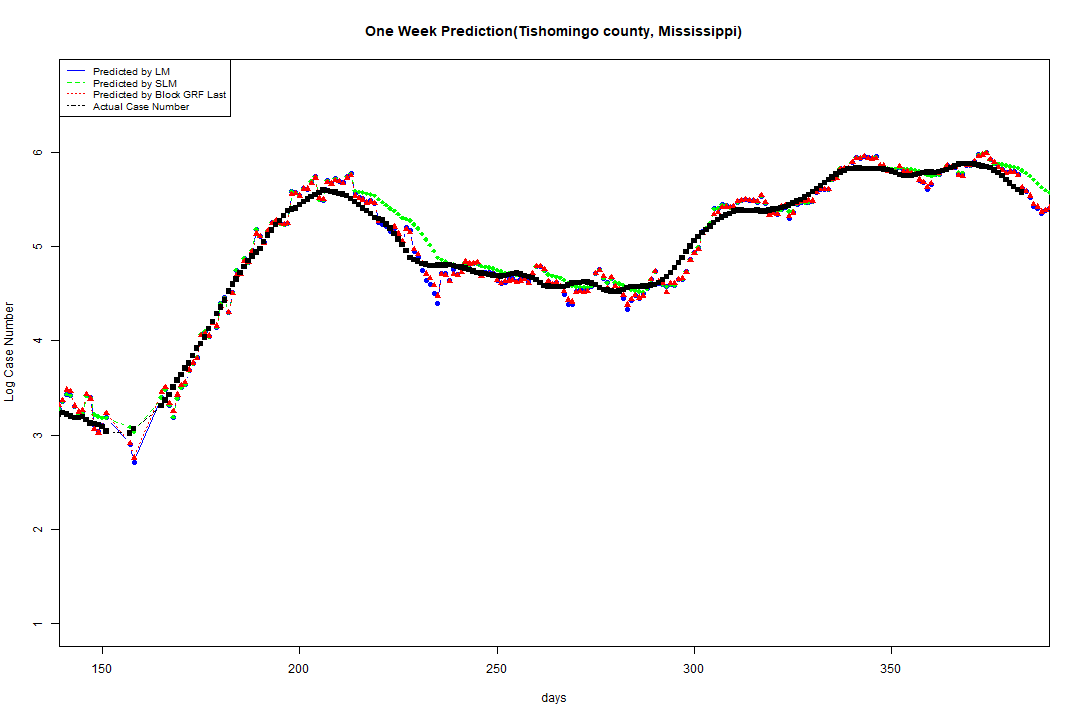 One Week Prediction(Tishomingo county, Mississippi)
Predicted by LM
Predicted by SLM
Predicted by Block GRF Last
Actual Case Number
6
5
4
3
2
1
Log Case Number
150 200 250 300 350
days